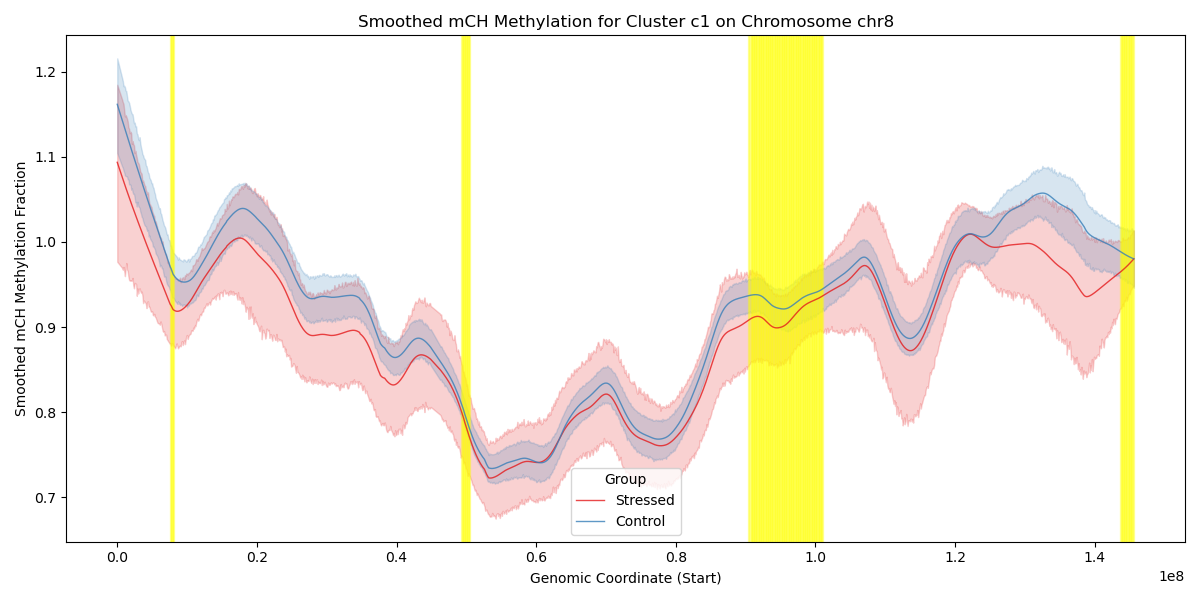 Smoothed mCH Methylation for Cluster c1 on Chromosome chr8
Smoothed mCH Methylation Fraction
1.2
1.1
1.0
0.9
0.8
0.7
Group
Stressed
Control
0.0 0.2 0.4 0.6 0.8 1.0 1.2 1.4
1e8
Genomic Coordinate (Start)